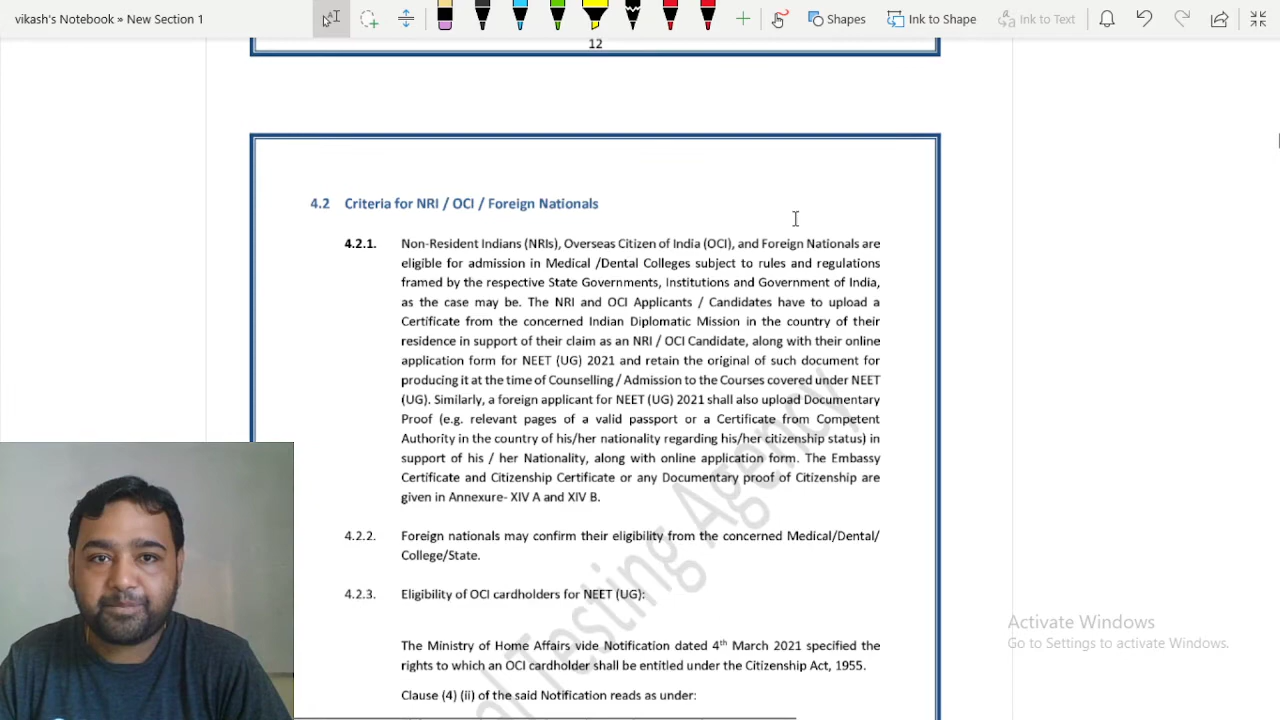 vikash's Notebook » New Section 1
Shapes
Ink to Shape
Ink to Text
12
4.2 Criteria for NRI / OCI / Foreign Nationals
4.2.1. Non-Resident Indians (NRIs), Overseas Citizen of India (OCI), and Foreign Nationals are
eligible for admission in Medical /Dental Colleges subject to rules and regulations
framed by the respective State Governments, Institutions and Government of India,
as the case may be. The NRI and OCI Applicants / Candidates have to upload a
Certificate from the concerned Indian Diplomatic Mission in the country of their
residence in support of their claim as an NRI / OCI Candidate, along with their online
application form for NEET (UG) 2021 and retain the original of such document for
producing it at the time of Counselling / Admission to the Courses covered under NEET
(UG). Similarly, a foreign applicant for NEET (UG) 2021 shall also upload Documentary
Proof (e.g. relevant pages of a valid passport or a Certificate from Competent
Authority in the country of his/her nationality regarding his/her citizenship status) in
support of his / her Nationality, along with online application form. The Embassy
Certificate and Citizenship Certificate or any Documentary proof of Citizenship are
given in Annexure- XIV A and XIV B.
4.2.2. Foreign nationals may confirm their eligibility from the concerned Medical/Dental/
College/State.
4.2.3. Eligibility of OCI cardholders for NEET (UG):
The Ministry of Home Affairs vide Notification dated 4th March 2021 specified the
rights to which an OCI cardholder shall be entitled under the Citizenship Act, 1955.
Clause (4) (ii) of the said Notification reads as under:
Testing Agency
Activate Windows
Go to Settings to activate Windows.